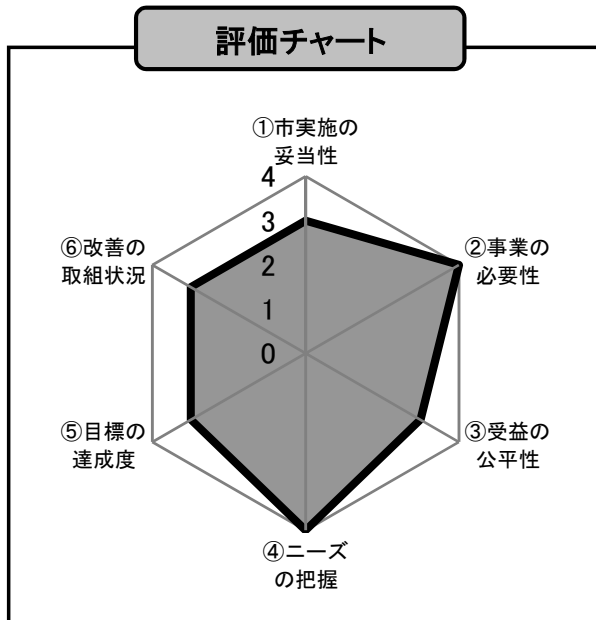 評価チャート
①市実施の
妥当性
4
3
2
1
0
②事業の
必要性
③受益の
公平性
④ニーズ
の把握
⑤目標の
達成度
⑥改善の
取組状況